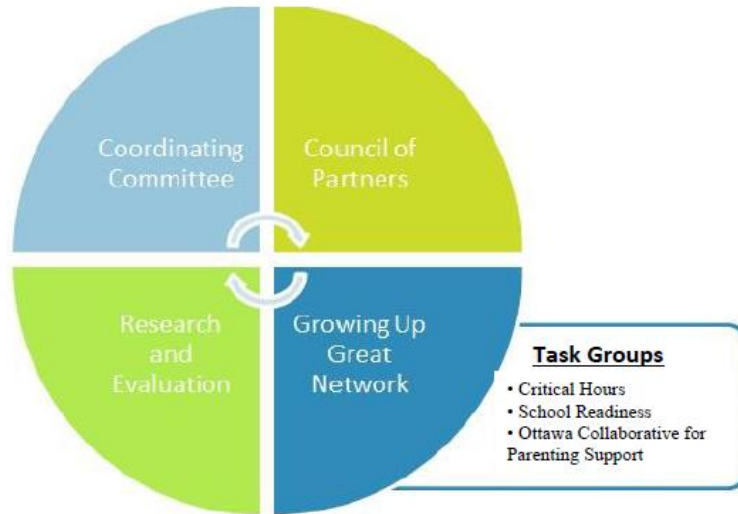 Coordinating
Committee
Council of
Partners
Research
and
Evaluation
Growing Up
Great
Network
Task Groups
• Critical Hours
• School Readiness
• Ottawa Collaborative for
Parenting Support